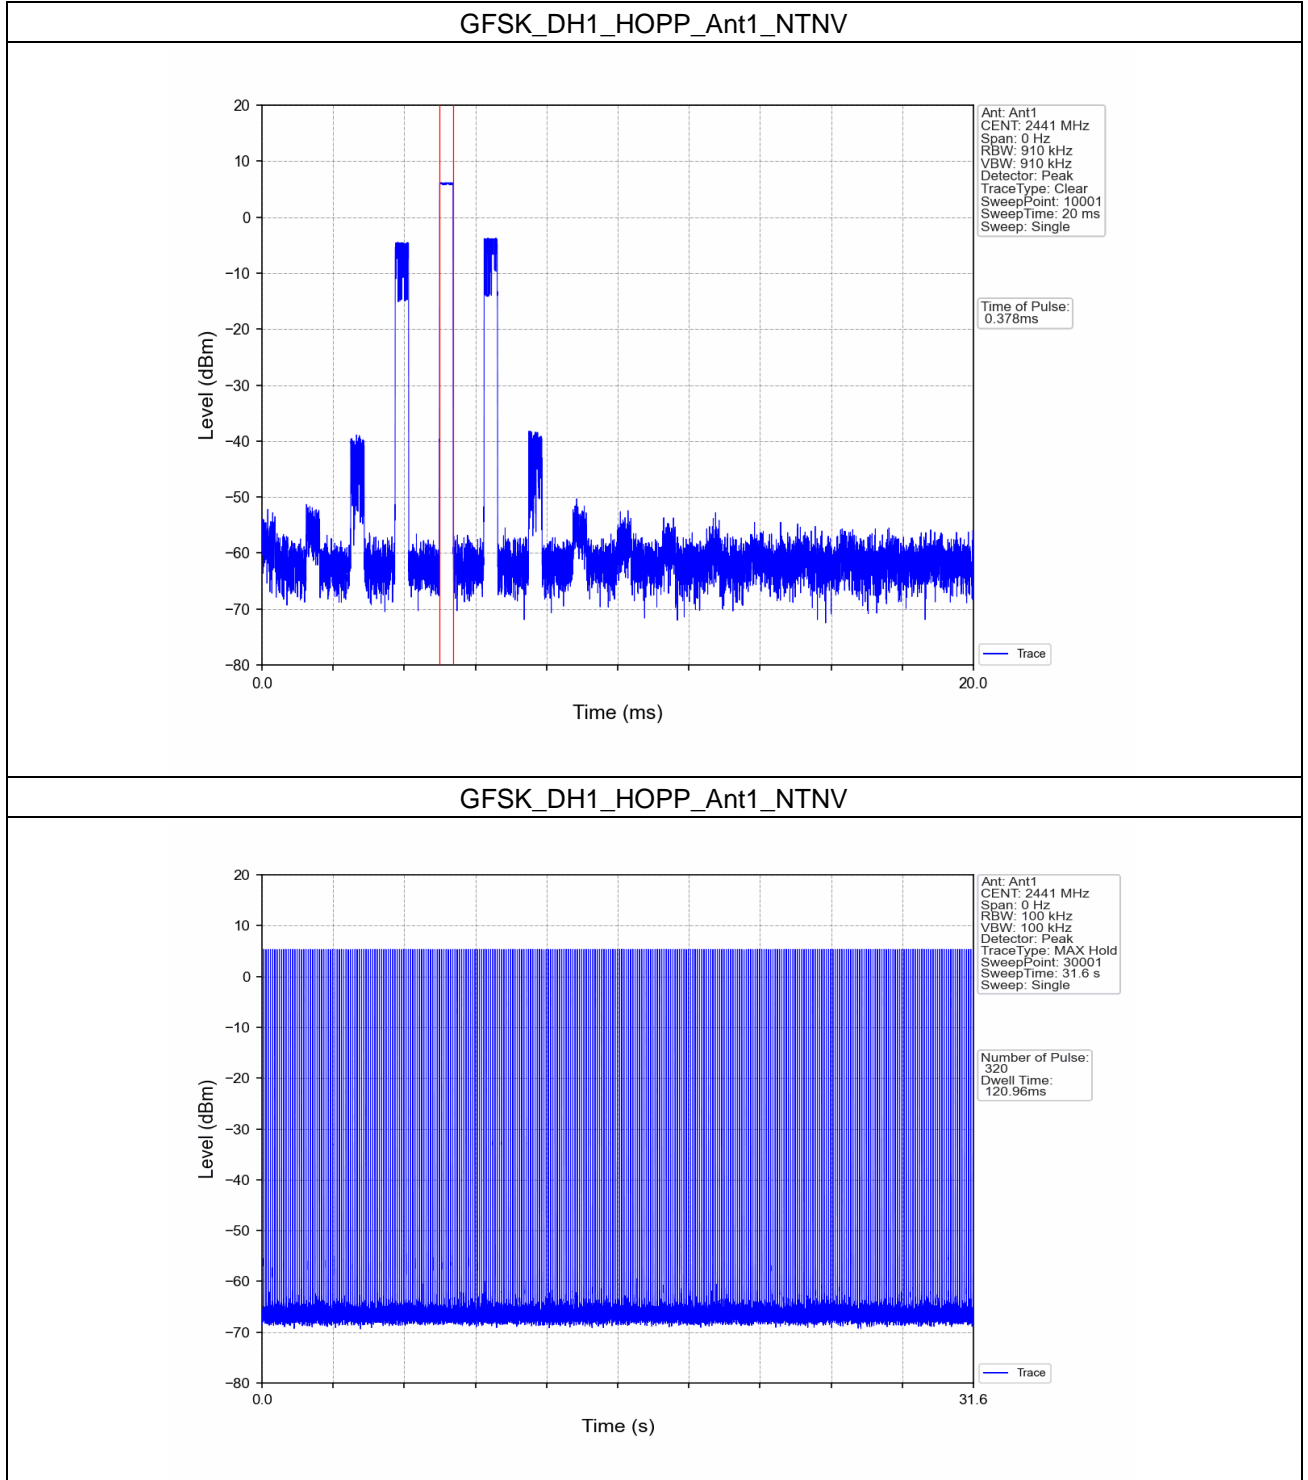 GFSK_DH1_HOPP_Ant1_NTNV
20
10
0
−10
−20
−30
−40
−50
−60
−70
−80
Level (dBm)
0.0
20.0
Time (ms)
Ant: Ant1
CENT: 2441 MHz
Span: 0 Hz
RBW: 910 kHz
VBW: 910 kHz
Detector: Peak
TraceType: Clear
SweepPoint: 10001
SweepTime: 20 ms
Sweep: Single
Time of Pulse:
0.378ms
Trace
GFSK_DH1_HOPP_Ant1_NTNV
20
10
0
−10
−20
−30
−40
−50
−60
−70
−80
Level (dBm)
0.0
31.6
Time (s)
Ant: Ant1
CENT: 2441 MHz
Span: 0 Hz
RBW: 100 kHz
VBW: 100 kHz
Detector: Peak
TraceType: MAX Hold
SweepPoint: 30001
SweepTime: 31.6 s
Sweep: Single
Number of Pulse:
320
Dwell Time:
120.96ms
Trace